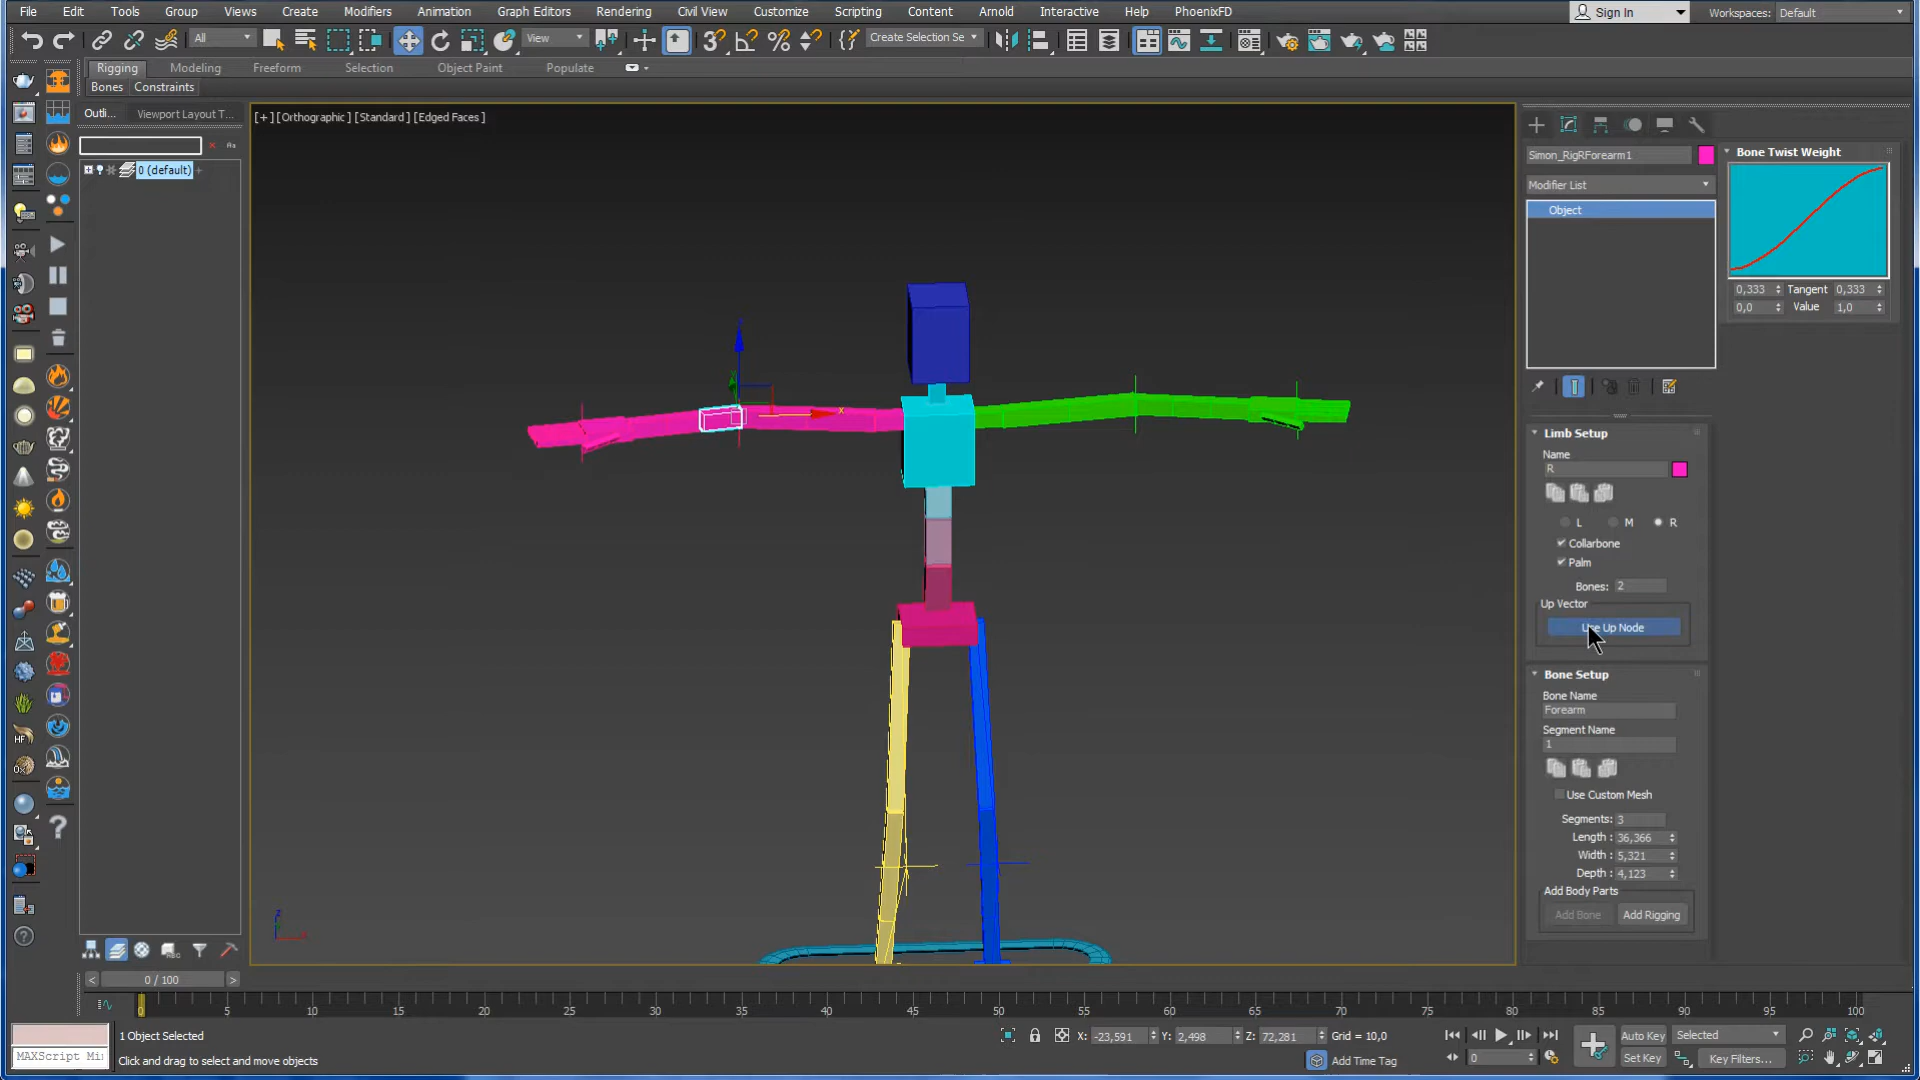 File Edit Tools Group Views Create Modifiers Animation Graph Editors Rendering Civil View Customize Scripting Content Arnold Interactive Help PhoenixFD Sign In Workspaces: Default
All View Create Selection Se
Rigging Modeling Freeform Selection Object Paint Populate
Bones Constraints
Outli... Viewport Layout T...
0 (default)
[+] [Orthographic] [Standard] [Edged Faces]
Simon_RigRForearm1
Modifier List
Object
Bone Twist Weight
0,333 Tangent 0,333
0,0 Value 1,0
Limb Setup
Name
R
L M R
Collarbone
Palm
Bones: 2
Up Vector
Use Up Node
Bone Setup
Bone Name
Forearm
Segment Name
1
Use Custom Mesh
Segments: 3
Length: 36,366
Width: 5,321
Depth: 4,123
Add Body Parts
Add Bone Add Rigging
x
z
< 0 / 100 >
0 5 10 15 20 25 30 35 40 45 50 55 60 65 70 75 80 85 90 95 100
1 Object Selected
X: -23,591 Y: 2,498 Z: 72,281 Grid = 10,0
Auto Key Selected
MAXScript Mi
Click and drag to select and move objects
Add Time Tag
0
Set Key Key Filters...